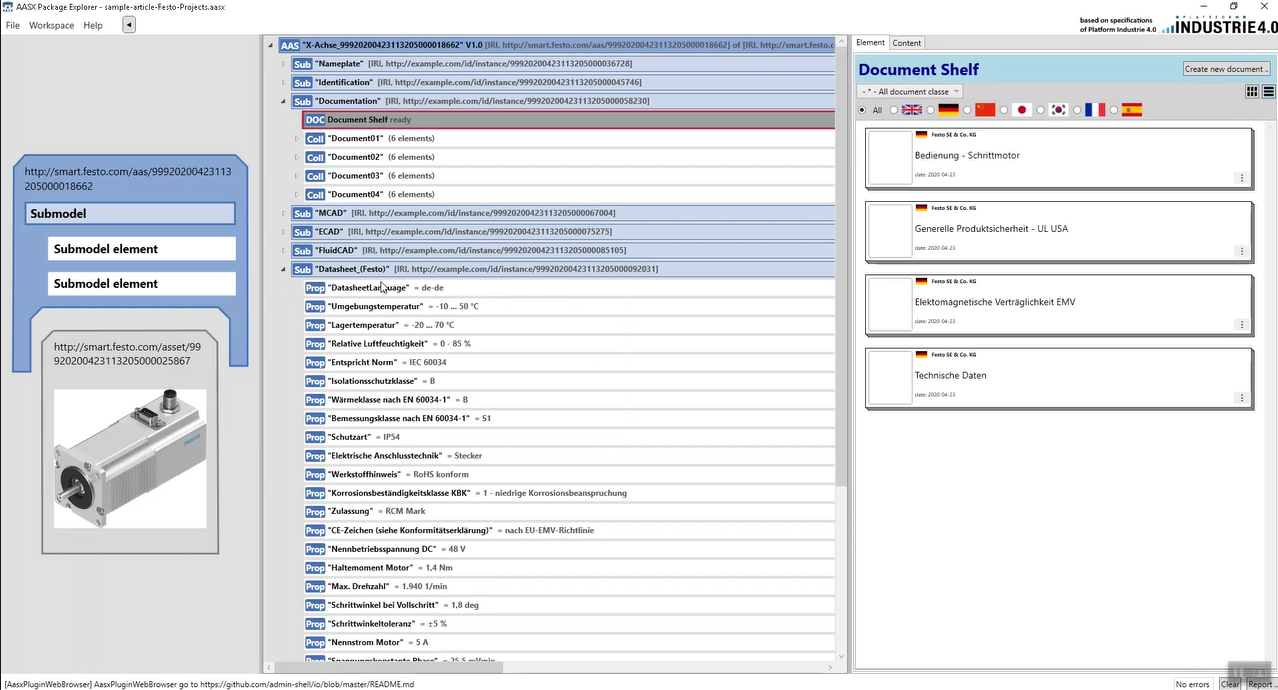 AASX Package Explorer - sample-article-Festo-Projects.aasx
File Workspace Help
based on specifications
of Platform Industrie 4.0
PLATTFORM
INDUSTRIE4.0
http://smart.festo.com/aas/99920200423113
205000018662
Submodel
Submodel element
Submodel element
http://smart.festo.com/asset/99
920200423113205000025867
AAS "X-Achse_99920200423113205000018662" V1.0 [IRI, http://smart.festo.com/aas/99920200423113205000018662] of [IRI, http://smart.festo.c
Sub "Nameplate" [IRI, http://example.com/id/instance/99920200423113205000036728]
Sub "Identification" [IRI, http://example.com/id/instance/99920200423113205000045746]
Sub "Documentation" [IRI, http://example.com/id/instance/99920200423113205000058230]
DOC Document Shelf ready
Coll "Document01" (6 elements)
Coll "Document02" (6 elements)
Coll "Document03" (6 elements)
Coll "Document04" (6 elements)
Sub "MCAD" [IRI, http://example.com/id/instance/99920200423113205000067004]
Sub "ECAD" [IRI, http://example.com/id/instance/99920200423113205000075275]
Sub "FluidCAD" [IRI, http://example.com/id/instance/99920200423113205000085105]
Sub "Datasheet_(Festo)" [IRI, http://example.com/id/instance/99920200423113205000092031]
Prop "DatasheetLanguage" = de-de
Prop "Umgebungstemperatur" = -10 ... 50 °C
Prop "Lagertemperatur" = -20 ... 70 °C
Prop "Relative Luftfeuchtigkeit" = 0 - 85 %
Prop "Entspricht Norm" = IEC 60034
Prop "Isolationsschutzklasse" = B
Prop "Wärmeklasse nach EN 60034-1" = B
Prop "Bemessungsklasse nach EN 60034-1" = S1
Prop "Schutzart" = IP54
Prop "Elektrische Anschlusstechnik" = Stecker
Prop "Werkstoffhinweis" = RoHS konform
Prop "Korrosionsbeständigkeitsklasse KBK" = 1 - niedrige Korrosionsbeanspruchung
Prop "Zulassung" = RCM Mark
Prop "CE-Zeichen (siehe Konformitätserklärung)" = nach EU-EMV-Richtlinie
Prop "Nennbetriebsspannung DC" = 48 V
Prop "Haltemoment Motor" = 1,4 Nm
Prop "Max. Drehzahl" = 1.940 1/min
Prop "Schrittwinkel bei Vollschritt" = 1,8 deg
Prop "Schrittwinkeltoleranz" = ±5 %
Prop "Nennstrom Motor" = 5 A
Element Content
Document Shelf
Create new document ..
- * - All document classe
All
Festo SE & Co. KG
Bedienung - Schrittmotor
date: 2020-04-23
Festo SE & Co. KG
Generelle Produktsicherheit - UL USA
date: 2020-04-23
Festo SE & Co. KG
Elektomagnetische Verträglichkeit EMV
date: 2020-04-23
Festo SE & Co. KG
Technische Daten
date: 2020-04-23
[AasxPluginWebBrowser] AasxPluginWebBrowser go to https://github.com/admin-shell/io/blob/master/README.md
No errors Clear Report ..